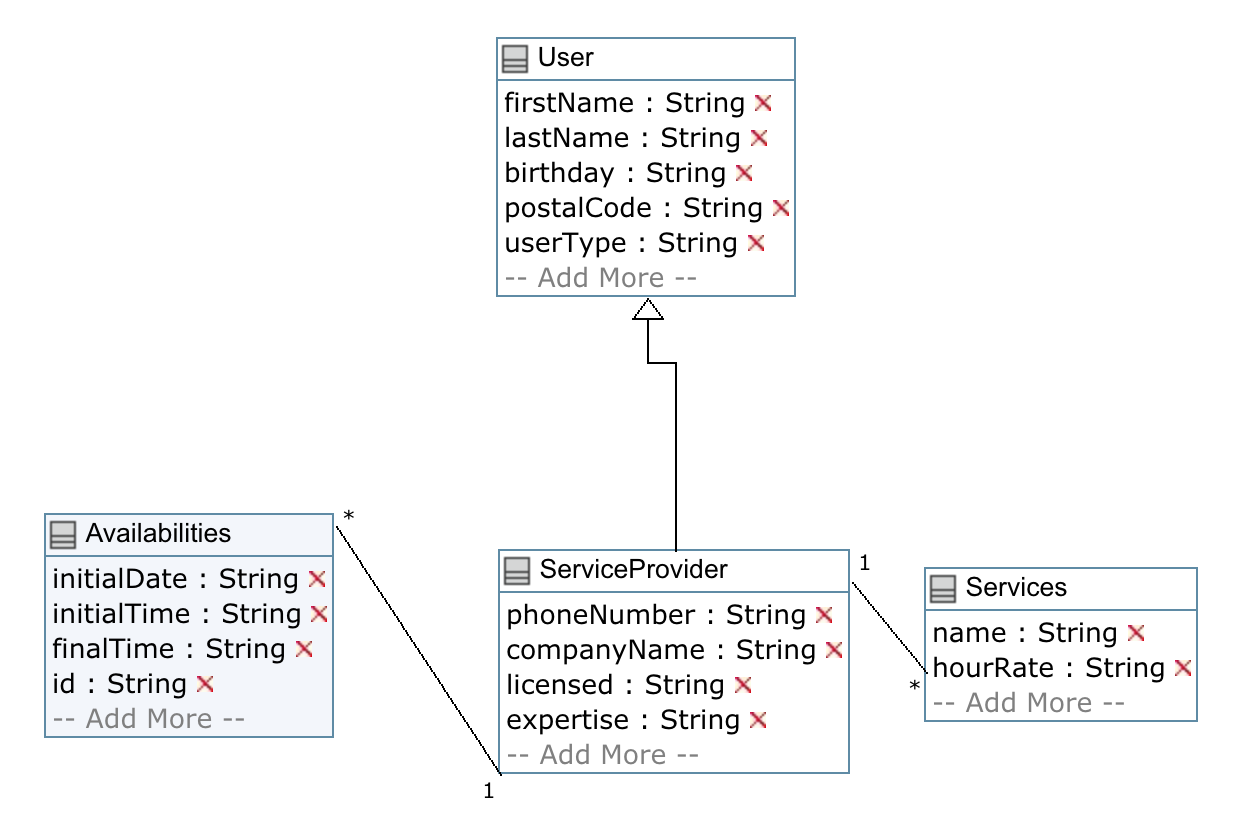 User
firstName : String
lastName : String
birthday : String
postalCode : String
userType : String
-- Add More --
Availabilities
initialDate : String
initialTime : String
finalTime : String
id : String
-- Add More --
*
1
ServiceProvider
phoneNumber : String
companyName : String
licensed : String
expertise : String
-- Add More --
1
*
Services
name : String
hourRate : String
-- Add More --